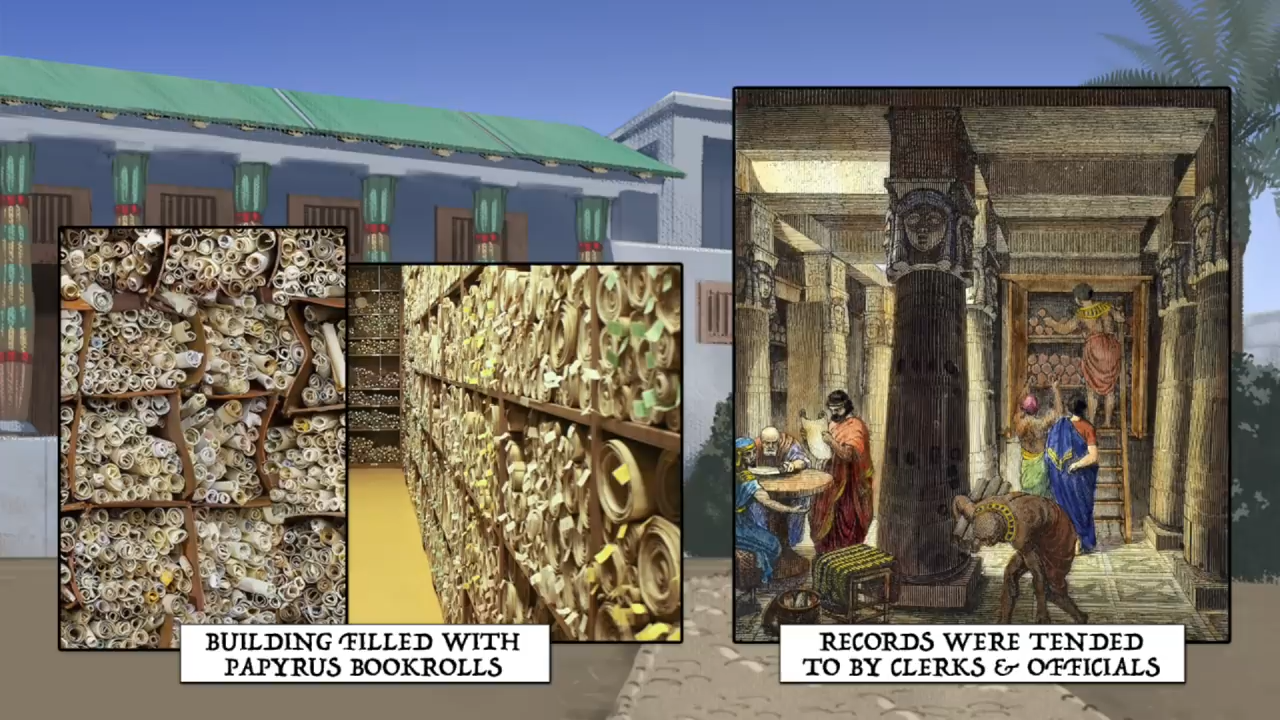 BUILDING FILLED WITH
PAPYRUS BOOKROLLS
RECORDS WERE TENDED
TO BY CLERKS & OFFICIALS